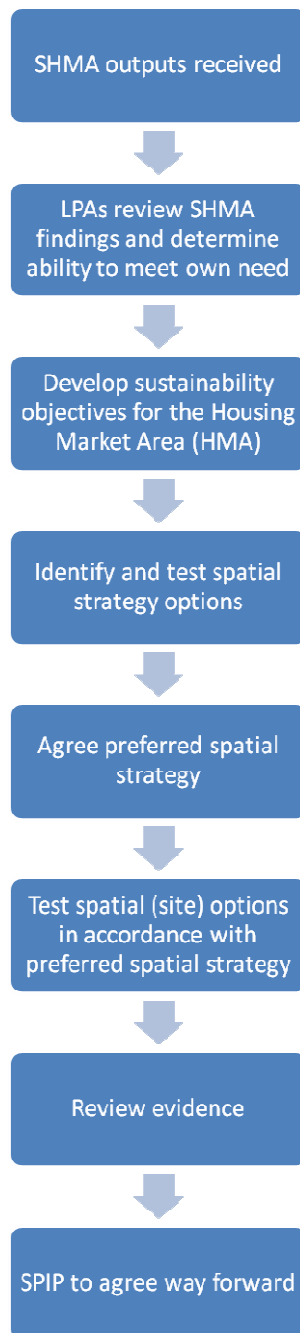 SHMA outputs received
LPAs review SHMA
findings and determine
ability to meet own need
Develop sustainability
objectives for the Housing
Market Area (HMA)
Identify and test spatial
strategy options
Agree preferred spatial
strategy
Test spatial (site) options
in accordance with
preferred spatial strategy
Review evidence
SPIP to agree way forward